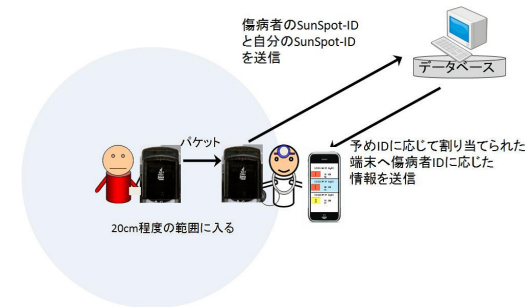 傷病者のSunSpot-ID
と自分のSunSpot-ID
を送信
データベース
パケット
予めIDに応じて割り当てられた
端末へ傷病者IDに応じた
情報を送信
20cm程度の範囲に入る